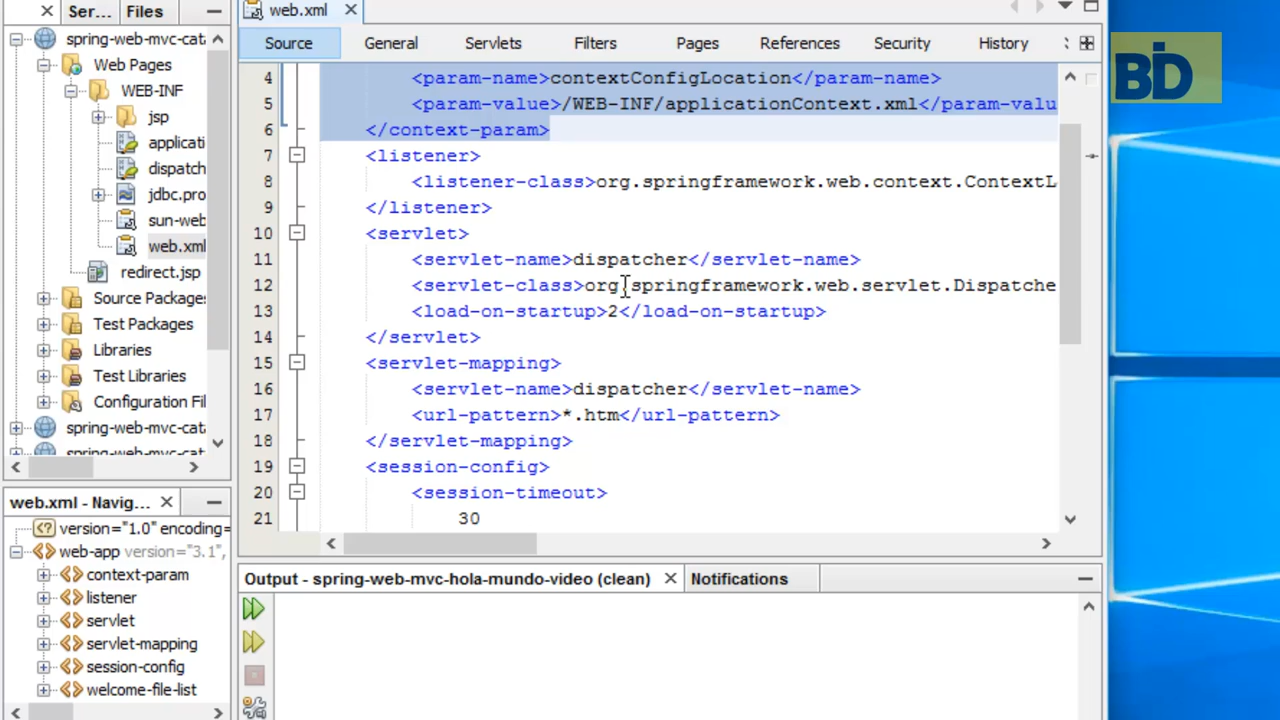 Ser...
Files
spring-web-mvc-cata
Web Pages
WEB-INF
jsp
applicati
dispatch
jdbc.pro
sun-web
web.xml
redirect.jsp
Source Packages
Test Packages
Libraries
Test Libraries
Configuration Fil
spring-web-mvc-cata
web.xml - Navig...
version="1.0" encoding=
web-app version="3.1",
context-param
listener
servlet
servlet-mapping
session-config
welcome-file-list
web.xml
Source
General
Servlets
Filters
Pages
References
Security
History
4 <param-name>contextConfigLocation</param-name>
5 <param-value>/WEB-INF/applicationContext.xml</param-valu
6 </context-param>
7 <listener>
8 <listener-class>org.springframework.web.context.ContextL
9 </listener>
10 <servlet>
11 <servlet-name>dispatcher</servlet-name>
12 <servlet-class>org.springframework.web.servlet.Dispatche
13 <load-on-startup>2</load-on-startup>
14 </servlet>
15 <servlet-mapping>
16 <servlet-name>dispatcher</servlet-name>
17 <url-pattern>*.htm</url-pattern>
18 </servlet-mapping>
19 <session-config>
20 <session-timeout>
21 30
Output - spring-web-mvc-hola-mundo-video (clean)
Notifications
BD